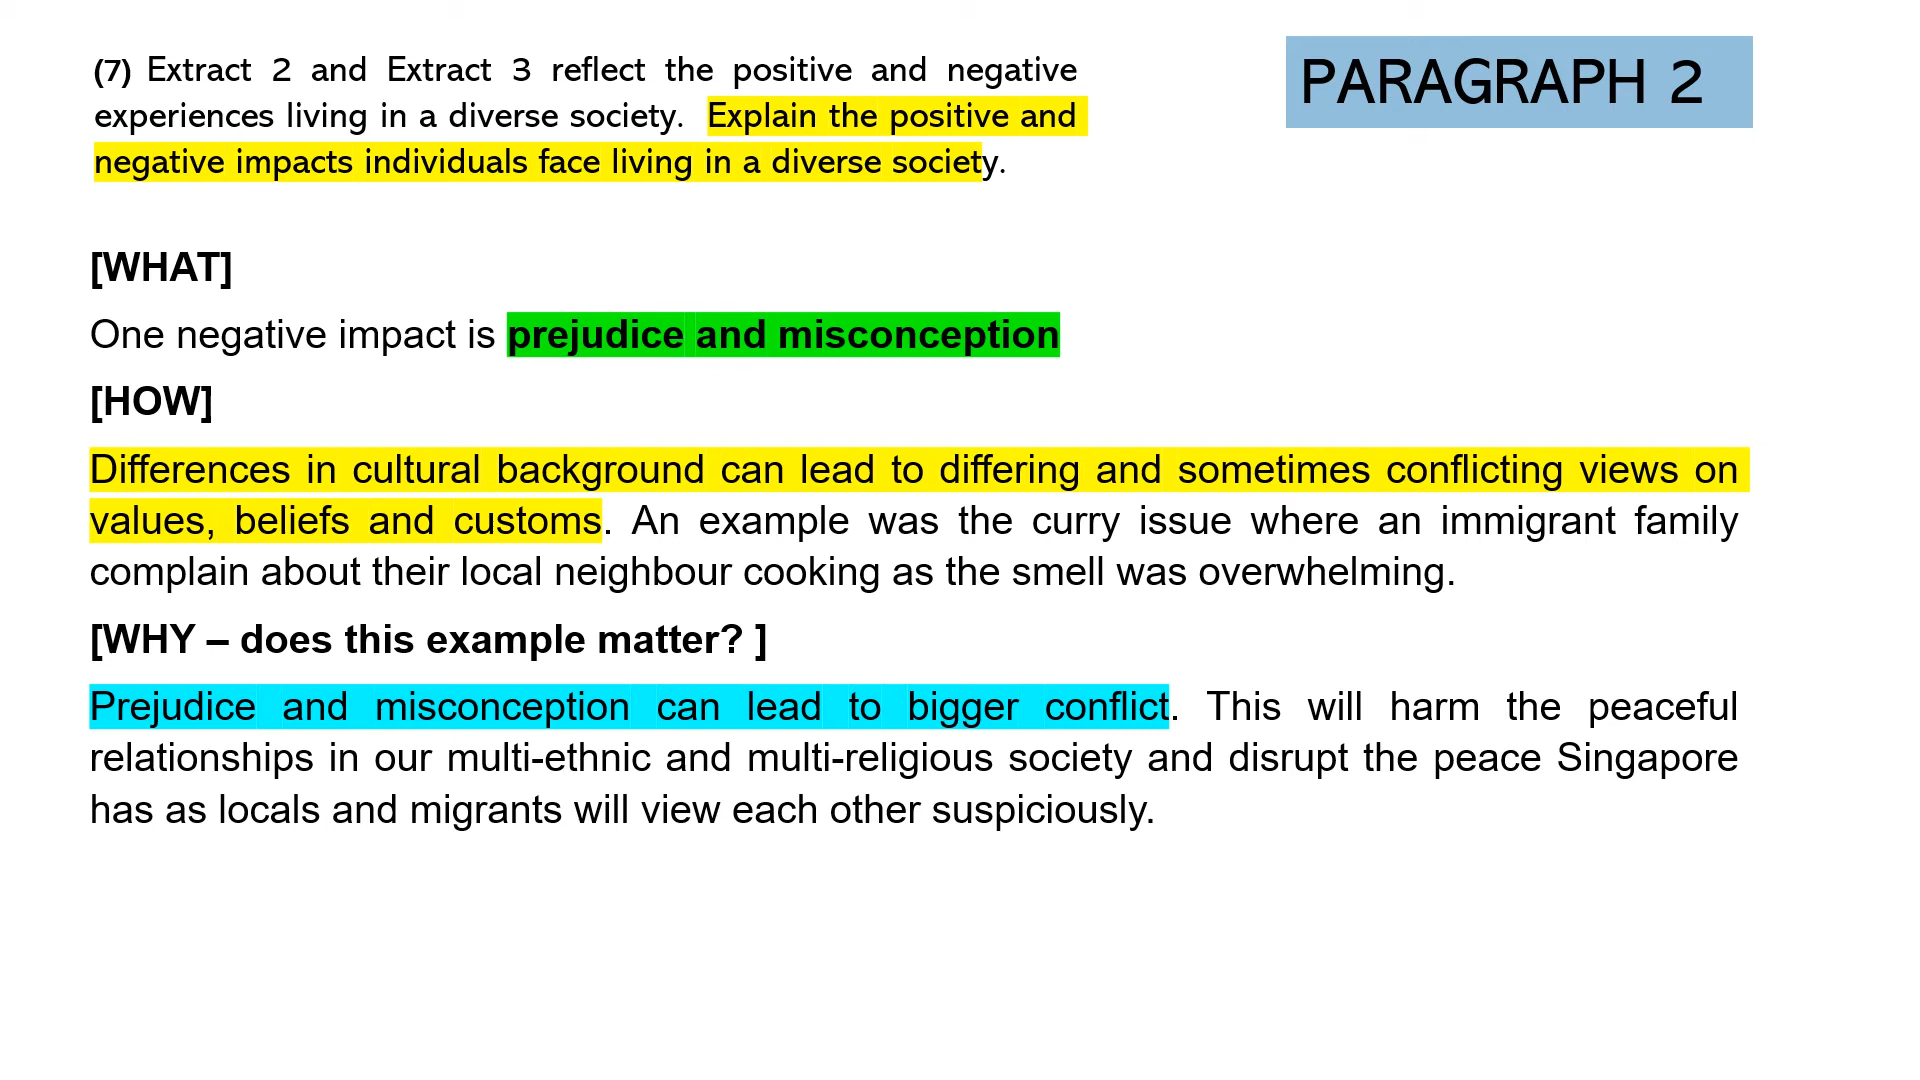 (7) Extract 2 and Extract 3 reflect the positive and negative
experiences living in a diverse society. Explain the positive and
negative impacts individuals face living in a diverse society.
PARAGRAPH 2
[WHAT]
One negative impact is prejudice and misconception
[HOW]
Differences in cultural background can lead to differing and sometimes conflicting views on
values, beliefs and customs. An example was the curry issue where an immigrant family
complain about their local neighbour cooking as the smell was overwhelming.
[WHY – does this example matter? ]
Prejudice and misconception can lead to bigger conflict. This will harm the peaceful
relationships in our multi-ethnic and multi-religious society and disrupt the peace Singapore
has as locals and migrants will view each other suspiciously.